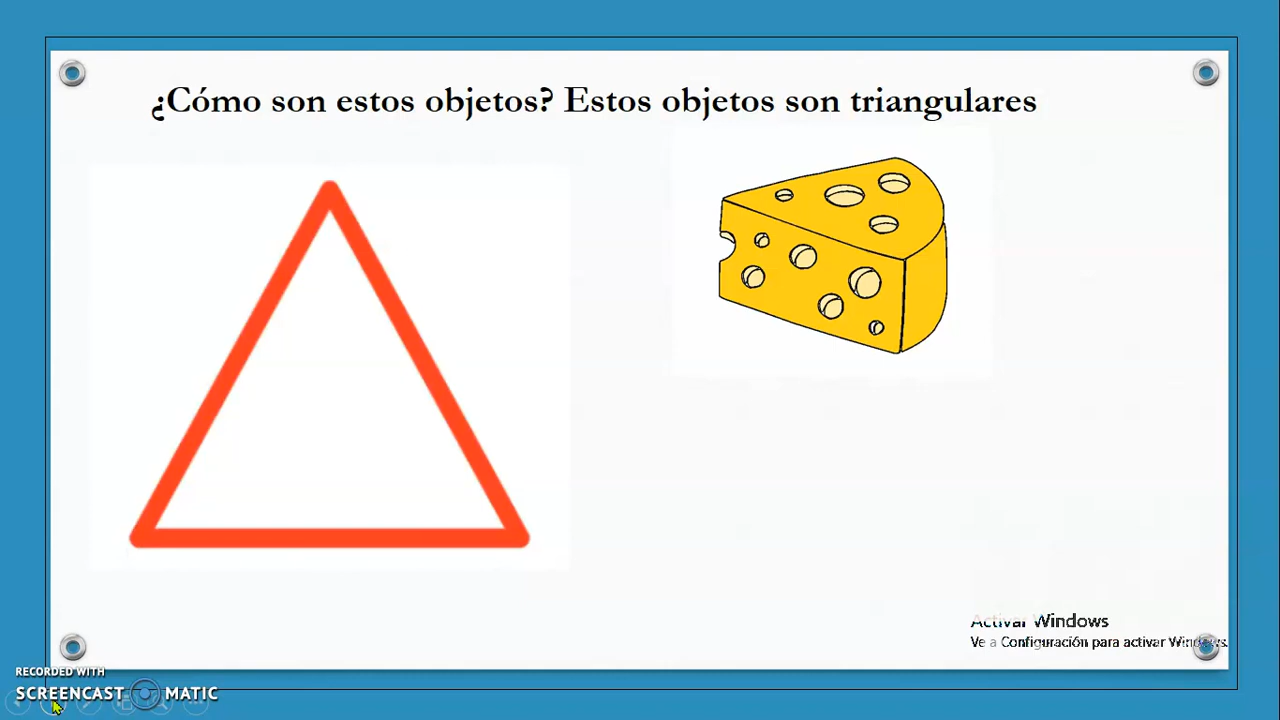 ¿Cómo son estos objetos? Estos objetos son triangulares
Activar Windows
Ve a Configuración para activar Windows.
RECORDED WITH
SCREENCAST MATIC